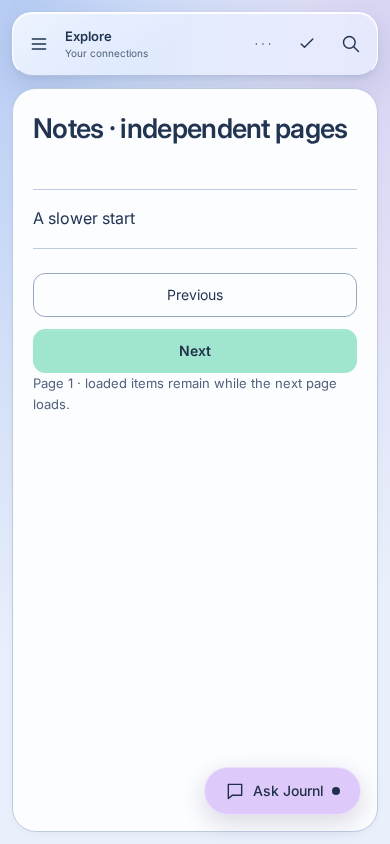 Explore
Your connections
...
Notes · independent pages
A slower start
Previous
Next
Page 1 · loaded items remain while the next page
loads.
Ask Journl